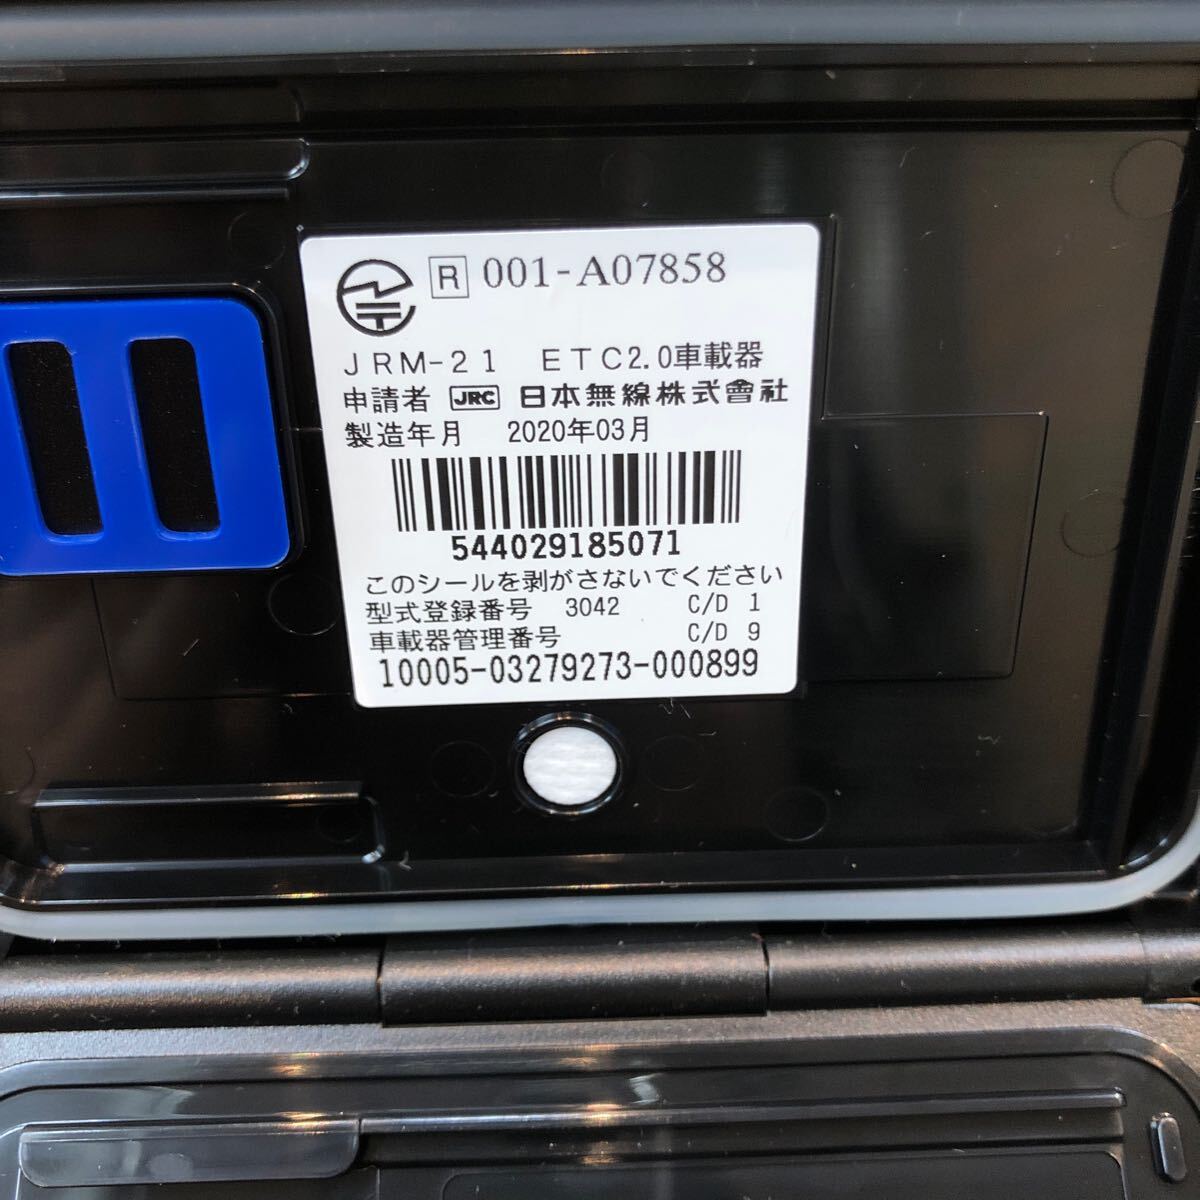 R 001-A07858
JRM-21 ETC2.0車載器
申請者 JRC 日本無線株式會社
製造年月 2020年03月
544029185071
このシールを剥がさないでください
型式登録番号 3042 C/D 1
車載器管理番号 C/D 9
10005-03279273-000899